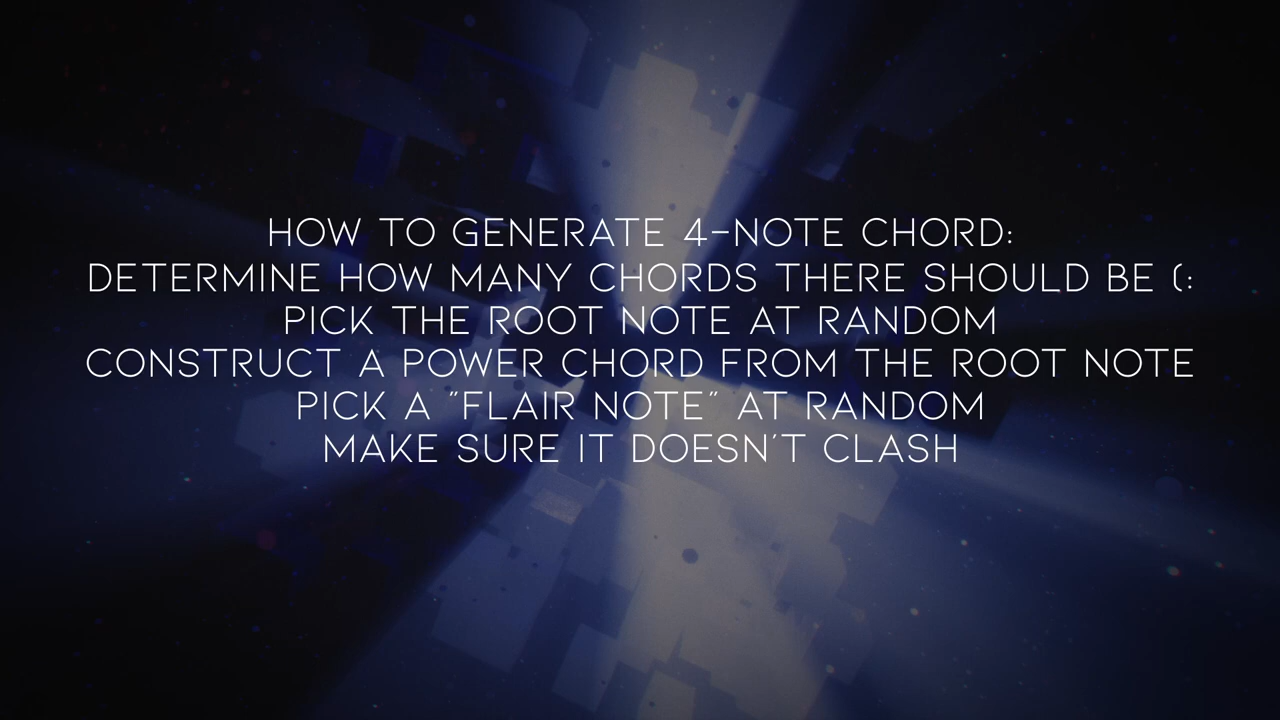 HOW TO GENERATE 4-NOTE CHORD:
DETERMINE HOW MANY CHORDS THERE SHOULD BE (:
PICK THE ROOT NOTE AT RANDOM
CONSTRUCT A POWER CHORD FROM THE ROOT NOTE
PICK A "FLAIR NOTE" AT RANDOM
MAKE SURE IT DOESN'T CLASH